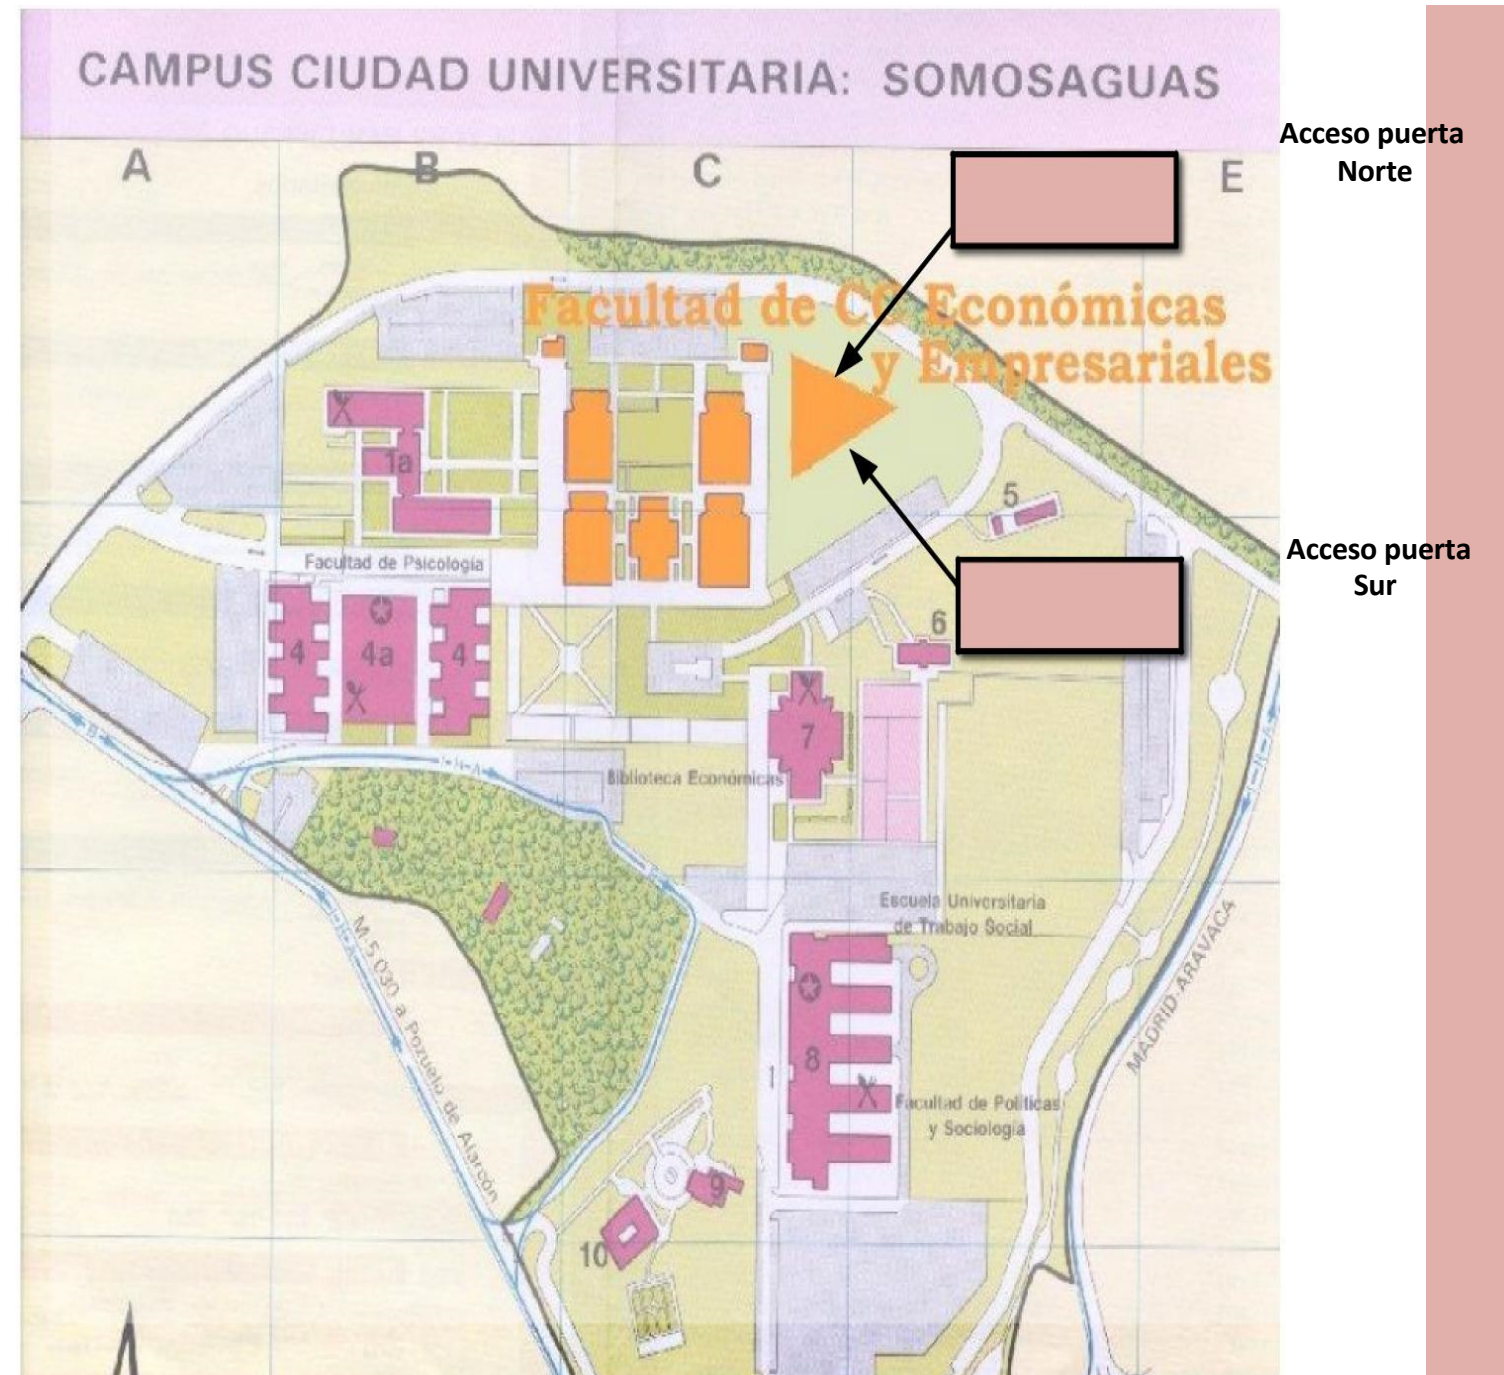 CAMPUS CIUDAD UNIVERSITARIA: SOMOSAGUAS
Acceso puerta
Norte
A
B
C
E
Facultad de CC Económicas
y Empresariales
1a
5
Facultad de Psicología
Acceso puerta
Sur
6
4
4a
4
7
B
Biblioteca Económicas
Escuela Universitaria
de Trabajo Social
M-5.030 a Pozuelo de Alarcón
MADRID-ARAVACA
8
Facultad de Políticas
y Sociología
9
10